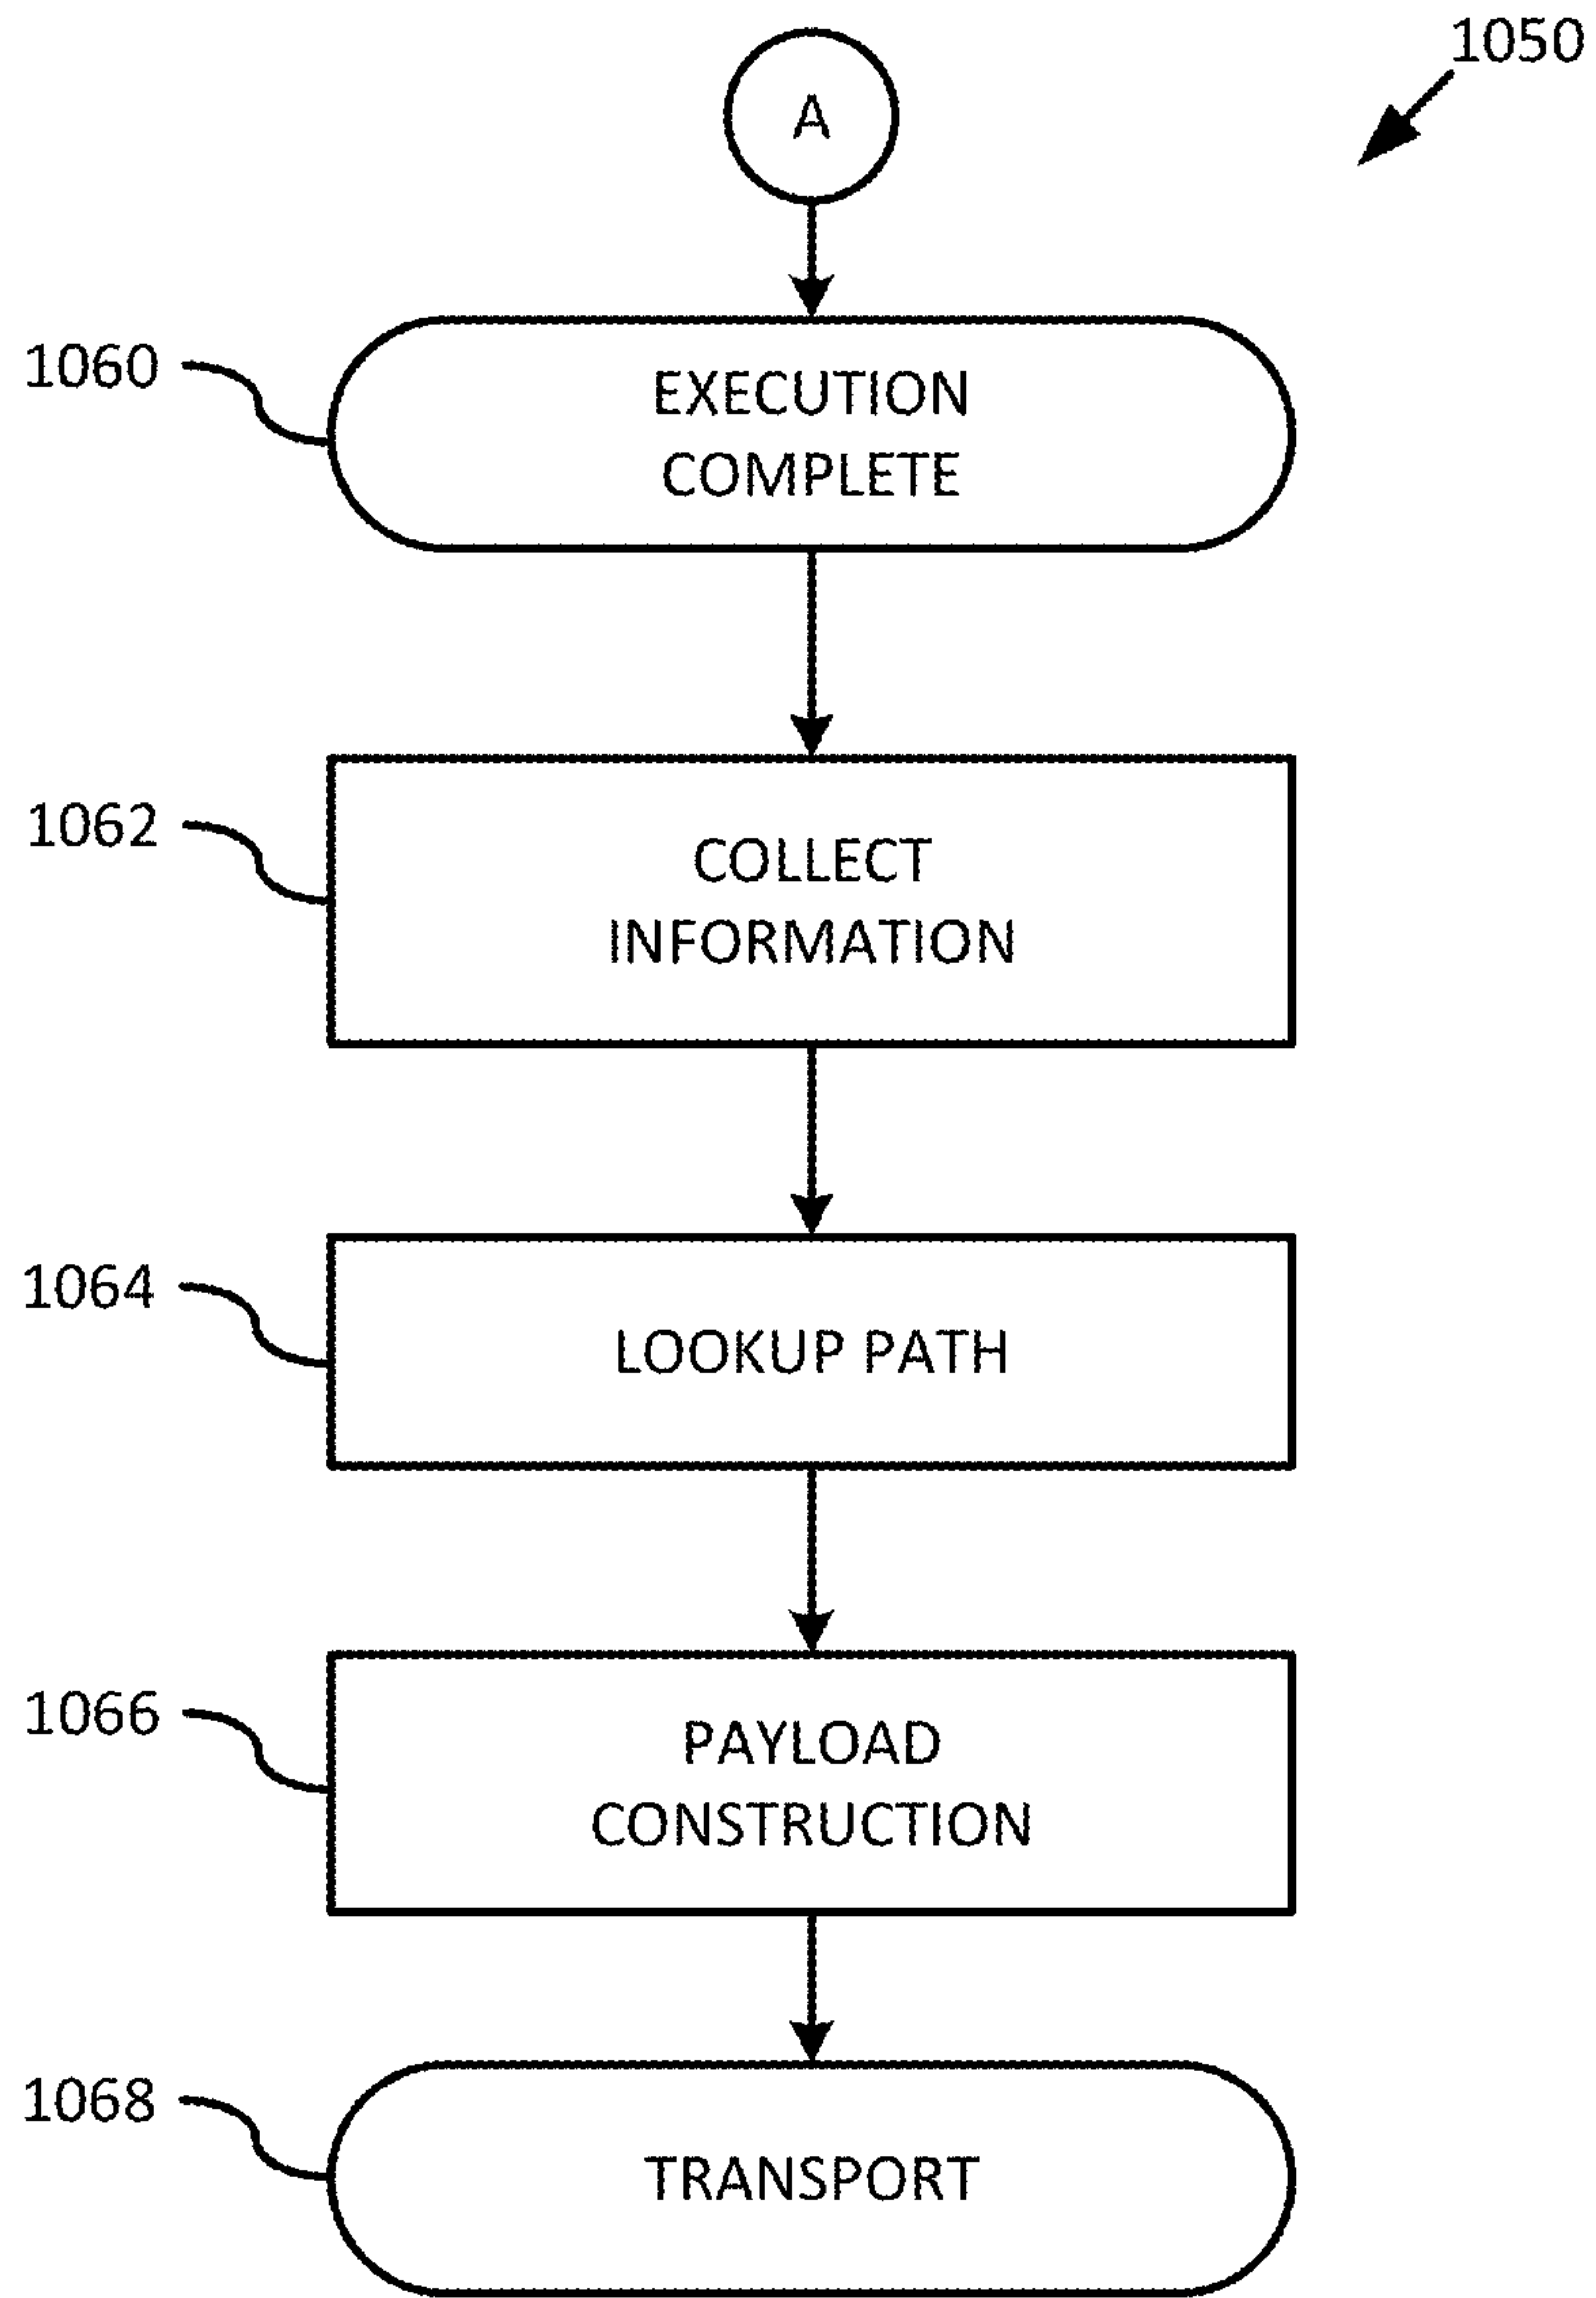 1050
A
1060
EXECUTION
COMPLETE
1062
COLLECT
INFORMATION
1064
LOOKUP PATH
1066
PAYLOAD
CONSTRUCTION
1068
TRANSPORT